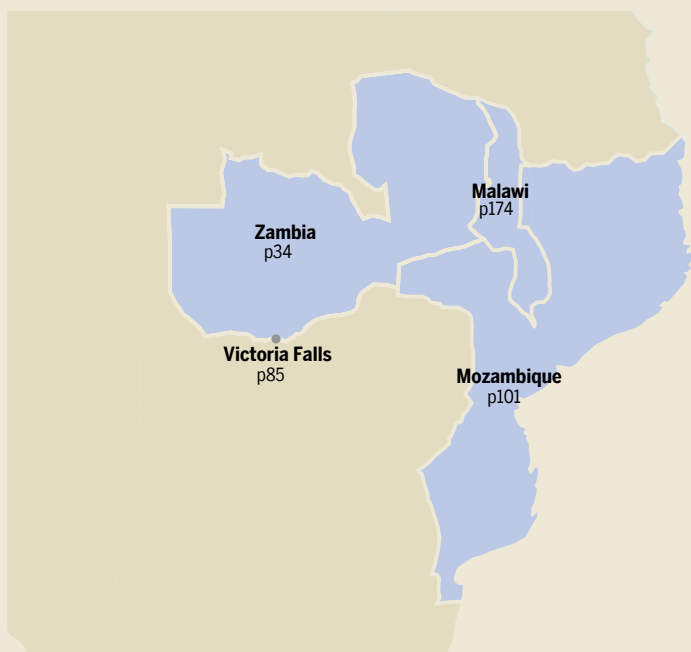 Malawi
p174
Zambia
p34
Victoria Falls
p85
Mozambique
p101